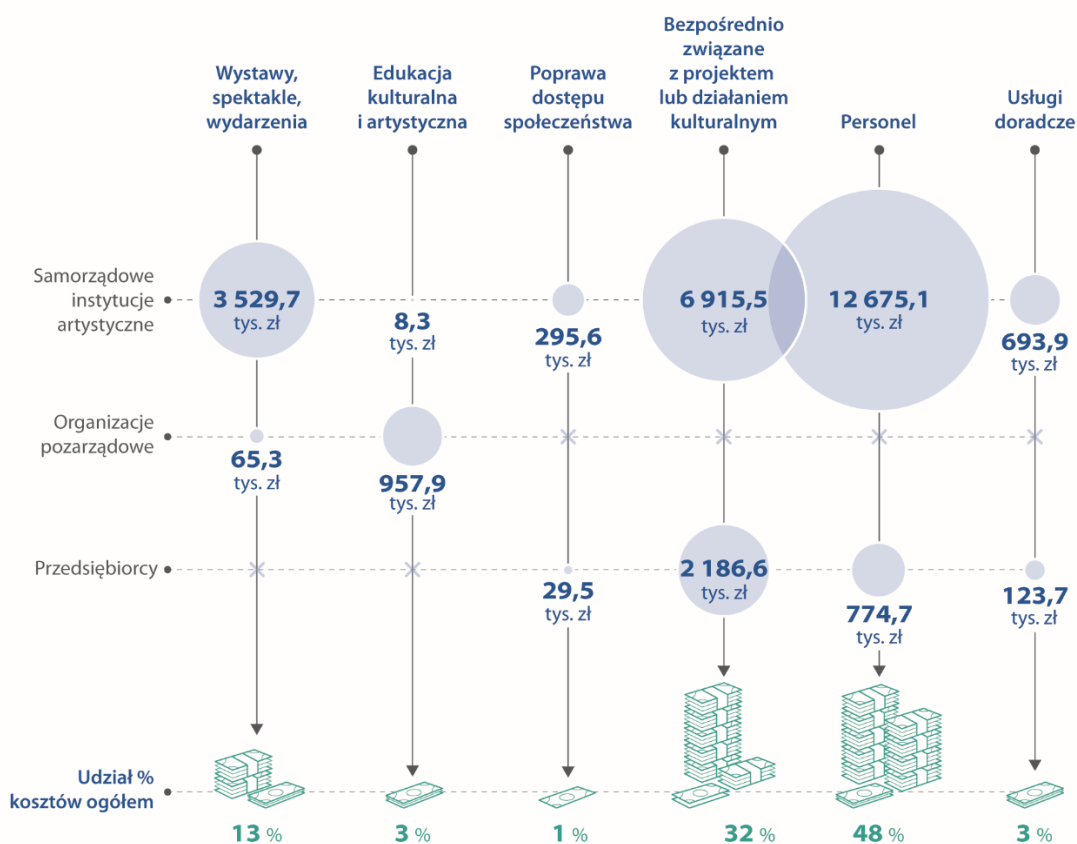 Wystawy,
spektakle,
wydarzenia
Edukacja
kulturalna
i artystyczna
Poprawa
dostępu
społeczeństwa
Bezpośrednio
związane
z projektem
lub działaniem
kulturalnym
Personel
Usługi
doradcze
Samorządowe
instytucje
artystyczne
3 529,7
tys. zł
8,3
tys. zł
295,6
tys. zł
6 915,5
tys. zł
12 675,1
tys. zł
693,9
tys. zł
Organizacje
pozarządowe
65,3
tys. zł
957,9
tys. zł
Przedsiębiorcy
29,5
tys. zł
2 186,6
tys. zł
774,7
tys. zł
123,7
tys. zł
Udział %
kosztów ogółem
13 %
3 %
1 %
32 %
48 %
3 %